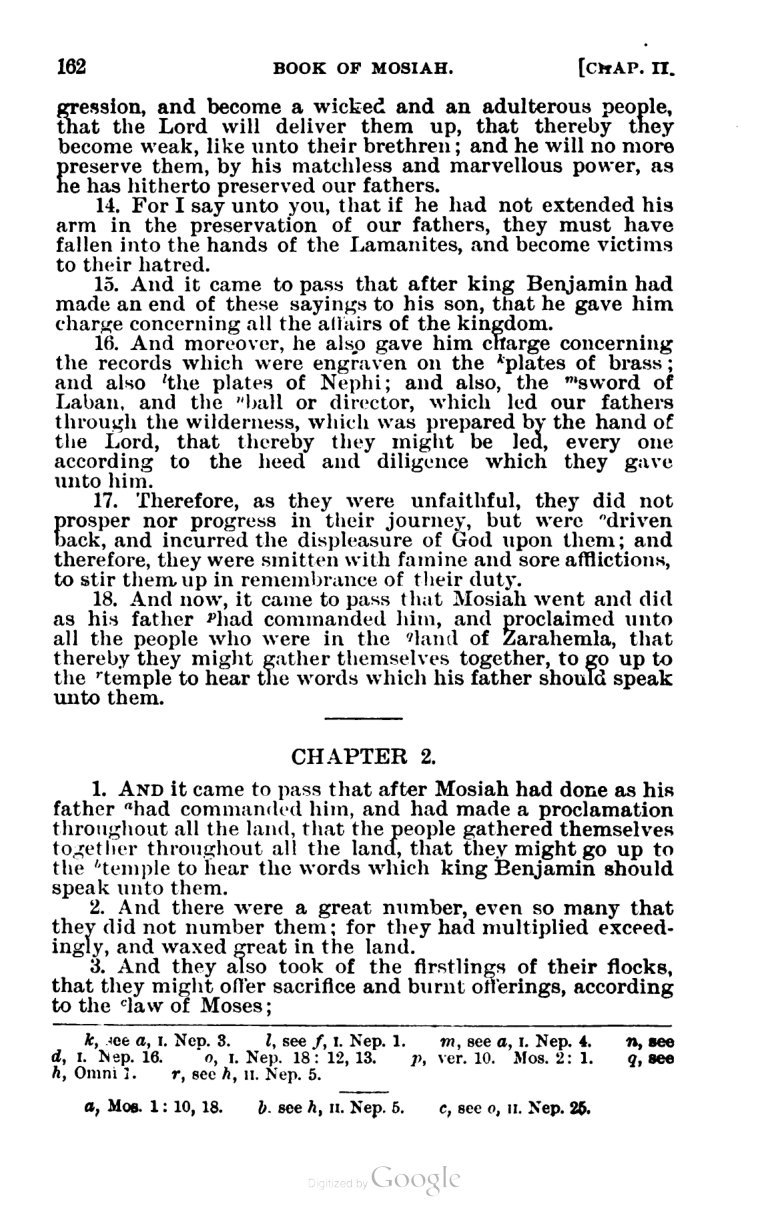 162 BOOK OF MOSIAH. [CHAP. II.
gression, and become a wicked and an adulterous people,
that the Lord will deliver them up, that thereby they
become weak, like unto their brethren; and he will no more
preserve them, by his matchless and marvellous power, as
he has hitherto preserved our fathers.
14. For I say unto you, that if he had not extended his
arm in the preservation of our fathers, they must have
fallen into the hands of the Lamanites, and become victims
to their hatred.
15. And it came to pass that after king Benjamin had
made an end of these sayings to his son, that he gave him
charge concerning all the affairs of the kingdom.
16. And moreover, he also gave him charge concerning
the records which were engraven on the ᵏplates of brass;
and also ˡthe plates of Nephi; and also, the ᵐsword of
Laban, and the ⁿball or director, which led our fathers
through the wilderness, which was prepared by the hand of
the Lord, that thereby they might be led, every one
according to the heed and diligence which they gave
unto him.
17. Therefore, as they were unfaithful, they did not
prosper nor progress in their journey, but were ᵒdriven
back, and incurred the displeasure of God upon them; and
therefore, they were smitten with famine and sore afflictions,
to stir them up in remembrance of their duty.
18. And now, it came to pass that Mosiah went and did
as his father ᵖhad commanded him, and proclaimed unto
all the people who were in the qland of Zarahemla, that
thereby they might gather themselves together, to go up to
the ʳtemple to hear the words which his father should speak
unto them.
CHAPTER 2.
1. AND it came to pass that after Mosiah had done as his
father ᵃhad commanded him, and had made a proclamation
throughout all the land, that the people gathered themselves
together throughout all the land, that they might go up to
the ᵇtemple to hear the words which king Benjamin should
speak unto them.
2. And there were a great number, even so many that
they did not number them; for they had multiplied exceed-
ingly, and waxed great in the land.
3. And they also took of the firstlings of their flocks,
that they might offer sacrifice and burnt offerings, according
to the ᶜlaw of Moses;
k, see a, I. Nep. 3. l, see f, I. Nep. 1. m, see a, I. Nep. 4. n, see
d, I. Nep. 16. o, I. Nep. 18: 12, 13. p, ver. 10. Mos. 2: 1. q, see
h, Omni 1. r, see h, II. Nep. 5.
a, Mos. 1: 10, 18. b. see h, II. Nep. 5. c, see o, II. Nep. 25.
Digitized by Google